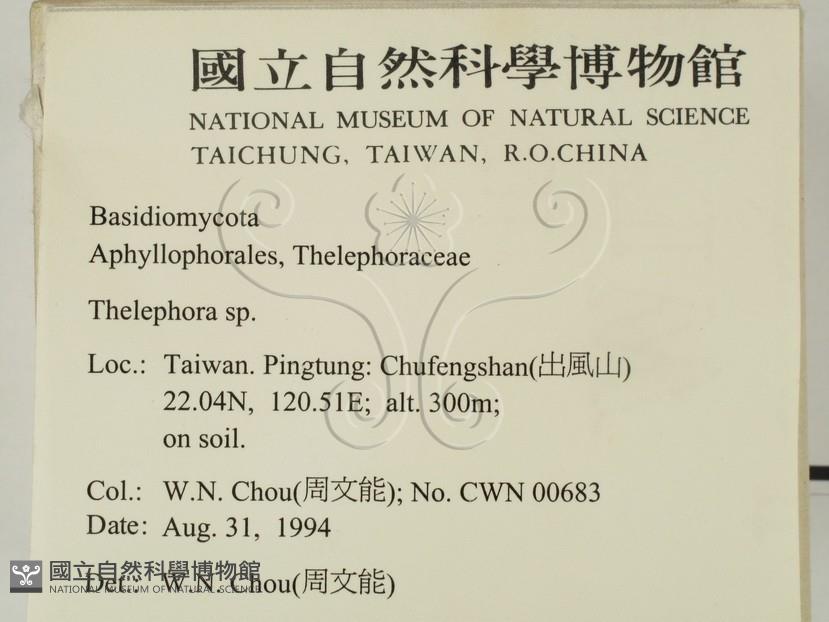 國立自然科學博物館
NATIONAL MUSEUM OF NATURAL SCIENCE
TAICHUNG, TAIWAN, R.O.CHINA
Basidiomycota
Aphyllophorales, Thelephoraceae
Thelephora sp.
Loc.: Taiwan. Pingtung: Chufengshan(出風山)
22.04N, 120.51E; alt. 300m;
on soil.
Col.: W.N. Chou(周文能); No. CWN 00683
Date: Aug. 31, 1994
Det.: W.N. Chou(周文能)
國立自然科學博物館
NATIONAL MUSEUM OF NATURAL SCIENCE